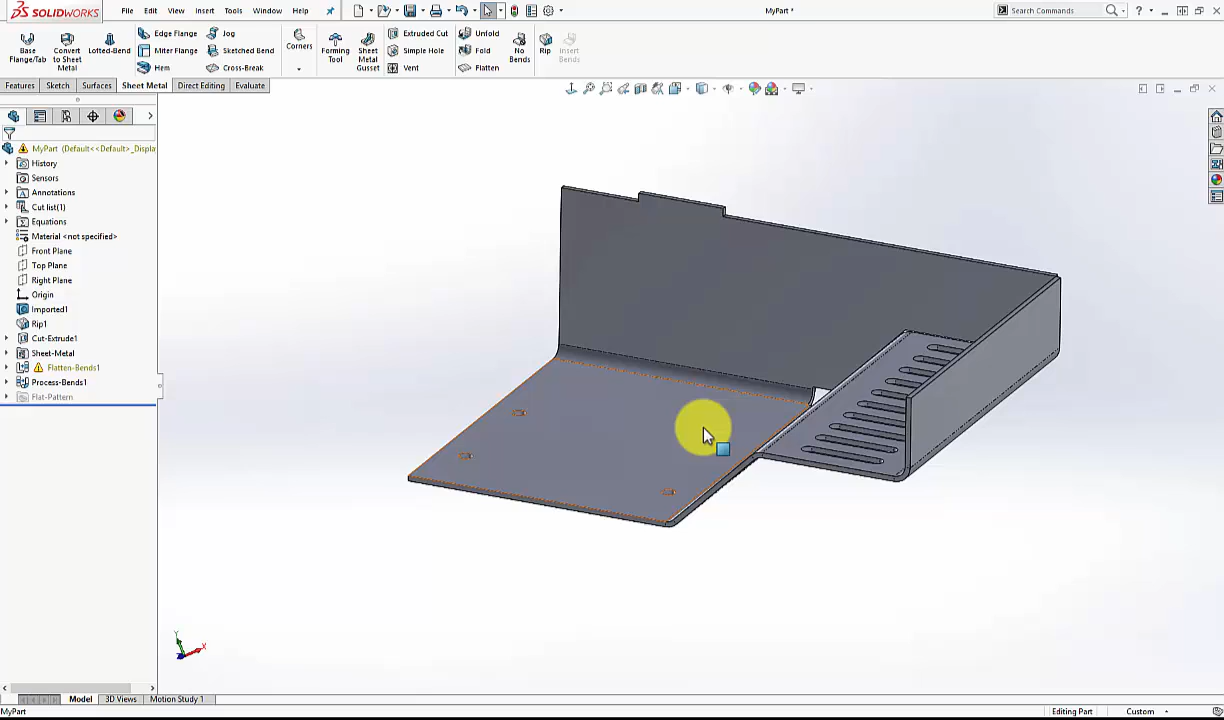 SOLIDWORKS
File Edit View Insert Tools Window Help
MyPart *
Search Commands
Base Flange/Tab
Convert to Sheet Metal
Lofted-Bend
Edge Flange
Miter Flange
Hem
Jog
Sketched Bend
Cross-Break
Corners
Forming Tool
Sheet Metal Gusset
Extruded Cut
Simple Hole
Vent
Unfold
Fold
Flatten
No Bends
Rip
Insert Bends
Features Sketch Surfaces Sheet Metal Direct Editing Evaluate
MyPart (Default<<Default>_Displa
History
Sensors
Annotations
Cut list(1)
Equations
Material <not specified>
Front Plane
Top Plane
Right Plane
Origin
Imported1
Rip1
Cut-Extrude1
Sheet-Metal
Flatten-Bends1
Process-Bends1
Flat-Pattern
Y
X
Model 3D Views Motion Study 1
MyPart
Editing Part
Custom